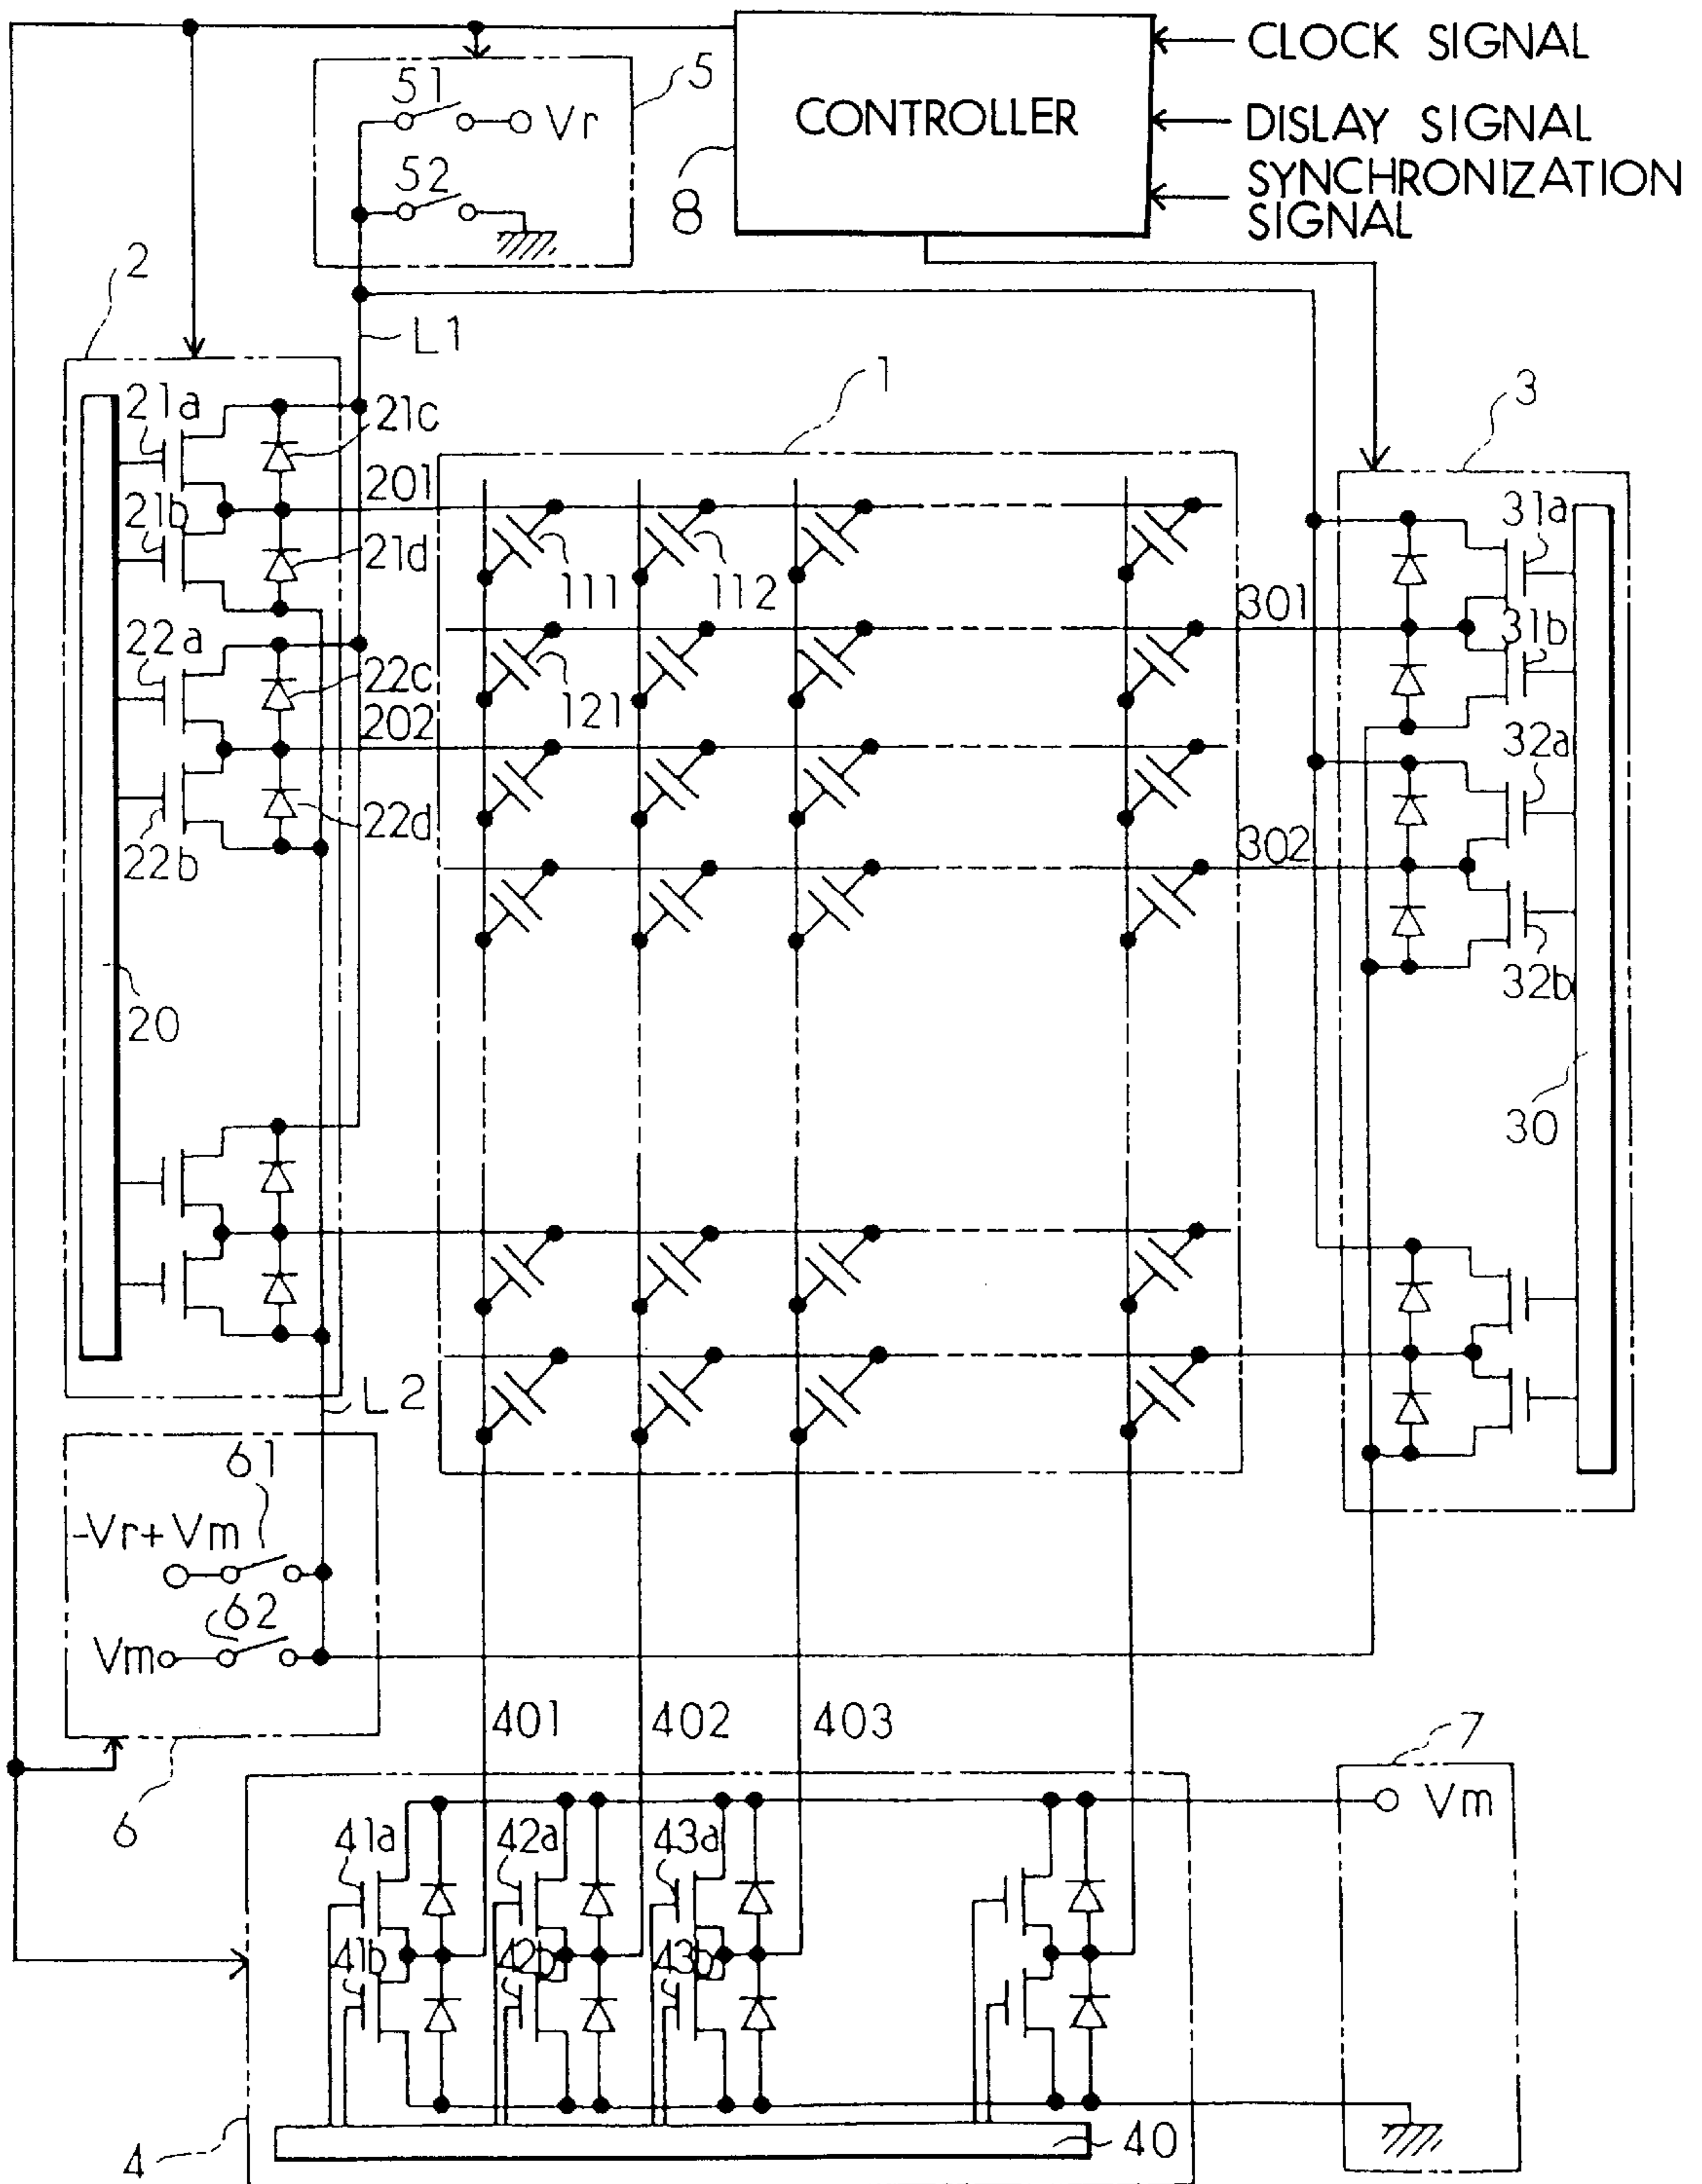 CLOCK SIGNAL
DISLAY SIGNAL
SYNCHRONIZATION
SIGNAL
CONTROLLER
8
5
51
Vr
52
2
L1
1
3
21a
21c
201
21b
21d
111
112
22a
22c
202
121
22d
22b
20
301
31a
31b
302
32a
32b
30
L2
61
-Vr+Vm
62
Vm
6
401
402
403
7
Vm
41a
42a
43a
41b
42b
43b
4
40